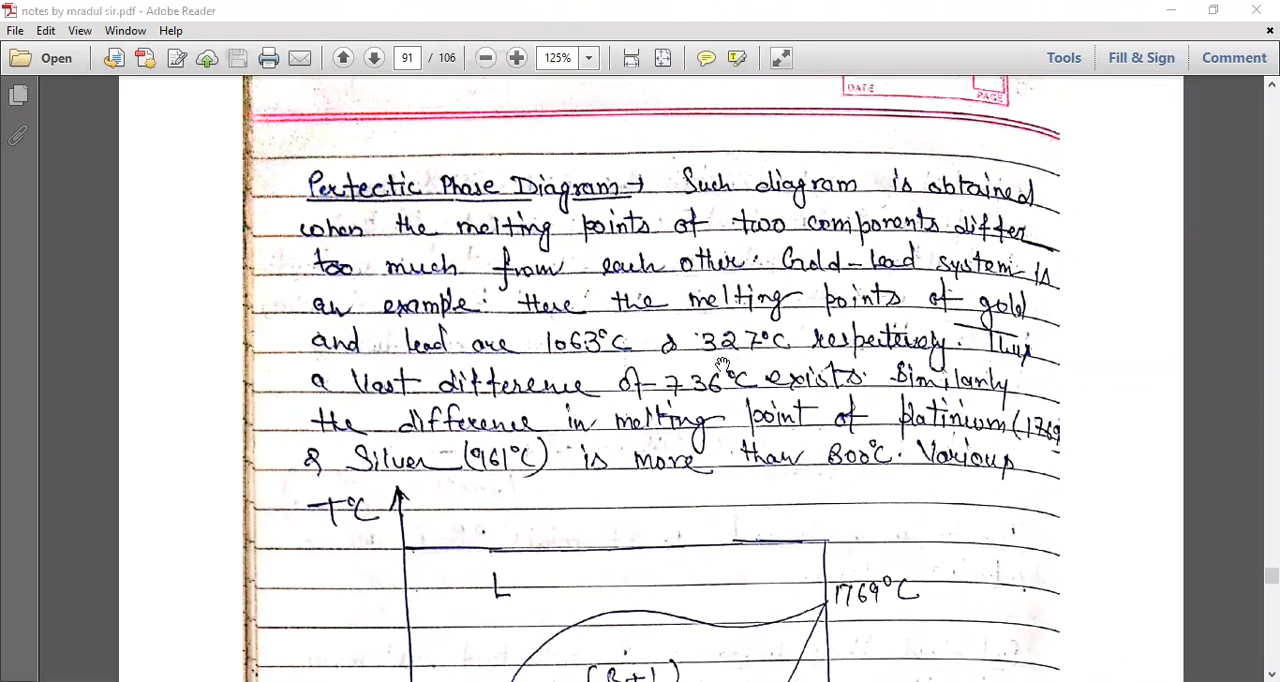 notes by mradul sir.pdf - Adobe Reader
File Edit View Window Help
Open 91 / 106 125% Tools Fill & Sign Comment
DATE
PAGE
Pertectic Phase Diagram → Such diagram is obtained
when the melting points of two components differ
too much from each other. Gold-Lead system is
an example. Here the melting points of gold
and lead are 1063°C & 327°C respectively. Thus
a Vast difference of 736°C exists. Similarly
the difference in melting point of platinium (1769
& Silver (961°C) is more than 800°C. Various
T°C
L
1769°C
(β+L)